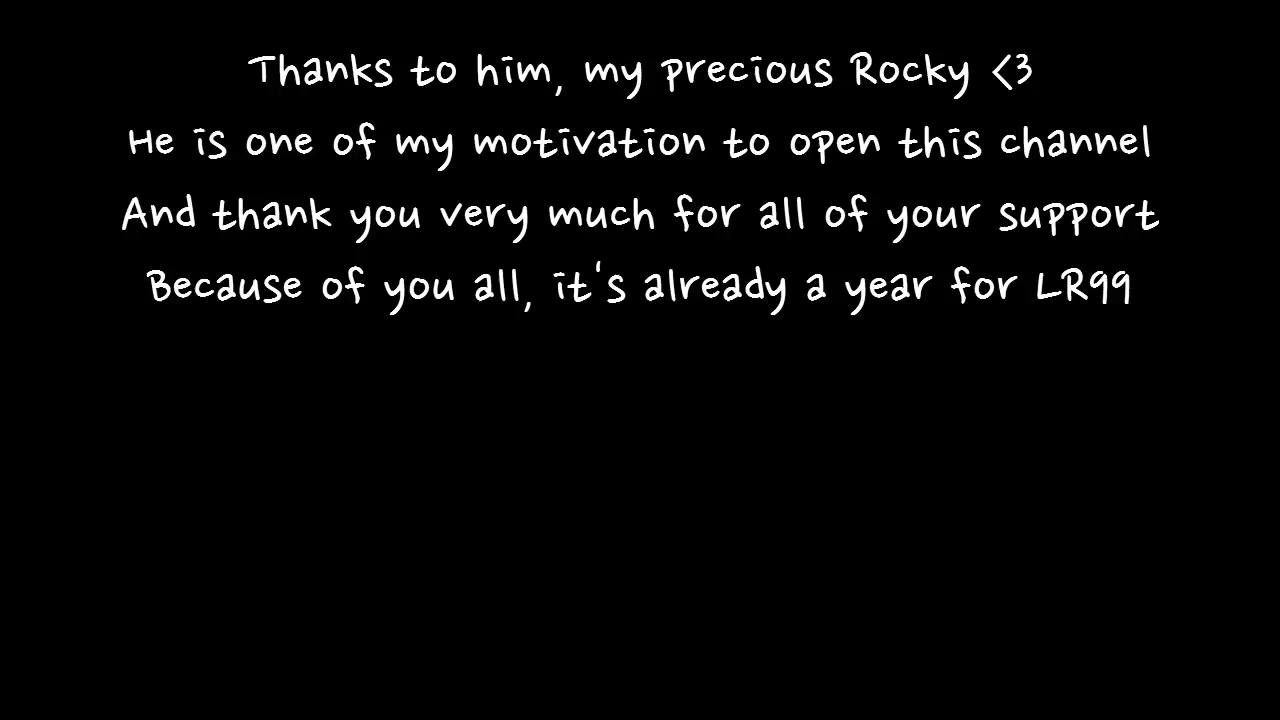 Thanks to him, my precious Rocky <3
He is one of my motivation to open this channel
And thank you very much for all of your support
Because of you all, it's already a year for LR99